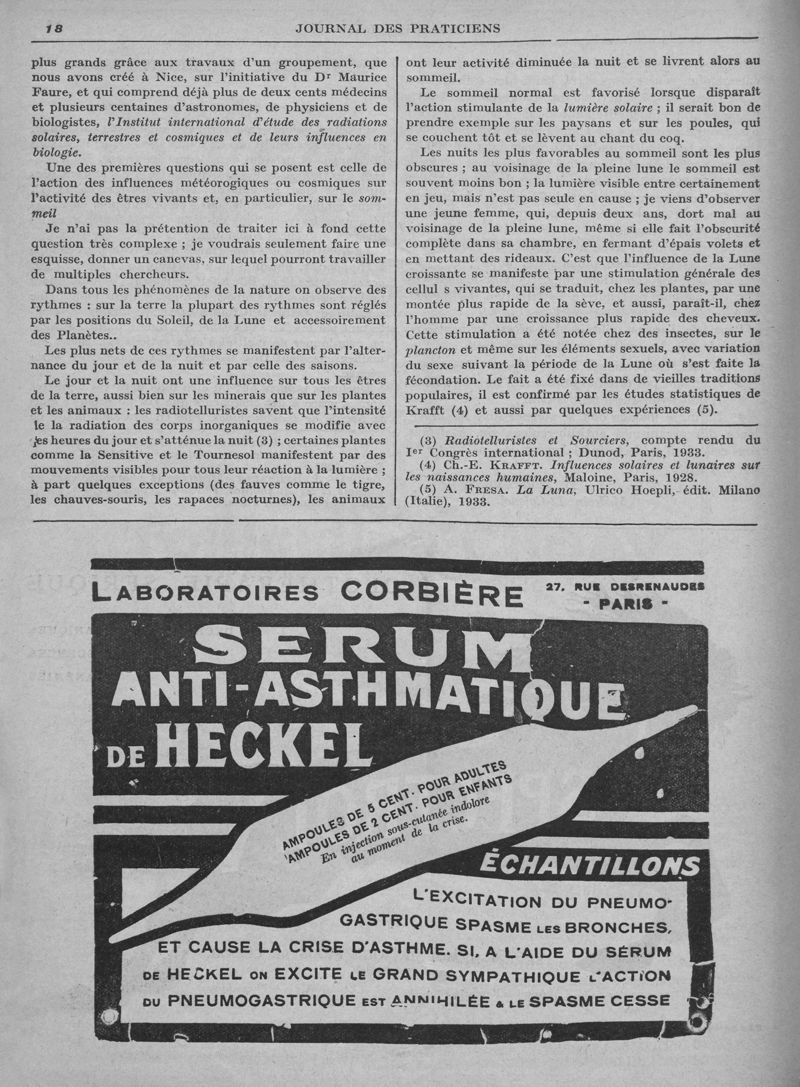 18
JOURNAL DES PRATICIENS
plus grands grâce aux travaux d'un groupement, que
nous avons créé à Nice, sur l'initiative du Dr Maurice
Faure, et qui comprend déjà plus de deux cents médecins
et plusieurs centaines d'astronomes, de physiciens et de
biologistes, l'Institut international d'étude des radiations
solaires, terrestres et cosmiques et de leurs influences en
biologie.
Une des premières questions qui se posent est celle de
l'action des influences météorogiques ou cosmiques sur
l'activité des êtres vivants et, en particulier, sur le som-
meil
Je n'ai pas la prétention de traiter ici à fond cette
question très complexe ; je voudrais seulement faire une
esquisse, donner un canevas, sur lequel pourront travailler
de multiples chercheurs.
Dans tous les phénomènes de la nature on observe des
rythmes : sur la terre la plupart des rythmes sont réglés
par les positions du Soleil, de la Lune et accessoirement
des Planètes..
Les plus nets de ces rythmes se manifestent par l'alter-
nance du jour et de la nuit et par celle des saisons.
Le jour et la nuit ont une influence sur tous les êtres
de la terre, aussi bien sur les minerais que sur les plantes
et les animaux : les radiotelluristes savent que l'intensité
le la radiation des corps inorganiques se modifie avec
les heures du jour et s'atténue la nuit (3) ; certaines plantes
comme la Sensitive et le Tournesol manifestent par des
mouvements visibles pour tous leur réaction à la lumière ;
à part quelques exceptions (des fauves comme le tigre,
les chauves-souris, les rapaces nocturnes), les animaux
ont leur activité diminuée la nuit et se livrent alors au
sommeil.
Le sommeil normal est favorisé lorsque disparaît
l'action stimulante de la lumière solaire ; il serait bon de
prendre exemple sur les paysans et sur les poules, qui
se couchent tôt et se lèvent au chant du coq.
Les nuits les plus favorables au sommeil sont les plus
obscures ; au voisinage de la pleine lune le sommeil est
souvent moins bon ; la lumière visible entre certainement
en jeu, mais n'est pas seule en cause ; je viens d'observer
une jeune femme, qui, depuis deux ans, dort mal au
voisinage de la pleine lune, même si elle fait l'obscurité
complète dans sa chambre, en fermant d'épais volets et
en mettant des rideaux. C'est que l'influence de la Lune
croissante se manifeste par une stimulation générale des
cellul s vivantes, qui se traduit, chez les plantes, par une
montée plus rapide de la sève, et aussi, paraît-il, chez
l'homme par une croissance plus rapide des cheveux.
Cette stimulation a été notée chez des insectes, sur le
plancton et même sur les éléments sexuels, avec variation
du sexe suivant la période de la Lune où s'est faite la
fécondation. Le fait a été fixé dans de vieilles traditions
populaires, il est confirmé par les études statistiques de
Krafft (4) et aussi par quelques expériences (5).
(3) Radiotelluristes et Sourciers, compte rendu du
Ier Congrès international ; Dunod, Paris, 1933.
(4) CH.-E. KRAFFT. Influences solaires et lunaires sur
les naissances humaines, Maloine, Paris, 1928.
(5) A. FRESA. La Luna, Ulrico Hoepli, édit. Milano
(Italie), 1933.
LABORATOIRES CORBIÈRE
27, RUE DESRENAUDES
- PARIS -
SERUM
ANTI-ASTHMATIQUE
DE HECKEL
AMPOULES DE 5 CENT. POUR ADULTES
AMPOULES DE 2 CENT. POUR ENFANTS
En injection sous-cutanée indolore
au moment de la crise.
ÉCHANTILLONS
L'EXCITATION DU PNEUMO-
GASTRIQUE SPASME LES BRONCHES,
ET CAUSE LA CRISE D'ASTHME. SI, A L'AIDE DU SÉRUM
DE HECKEL ON EXCITE LE GRAND SYMPATHIQUE L'ACTION
DU PNEUMOGASTRIQUE EST ANNIHILÉE & LE SPASME CESSE